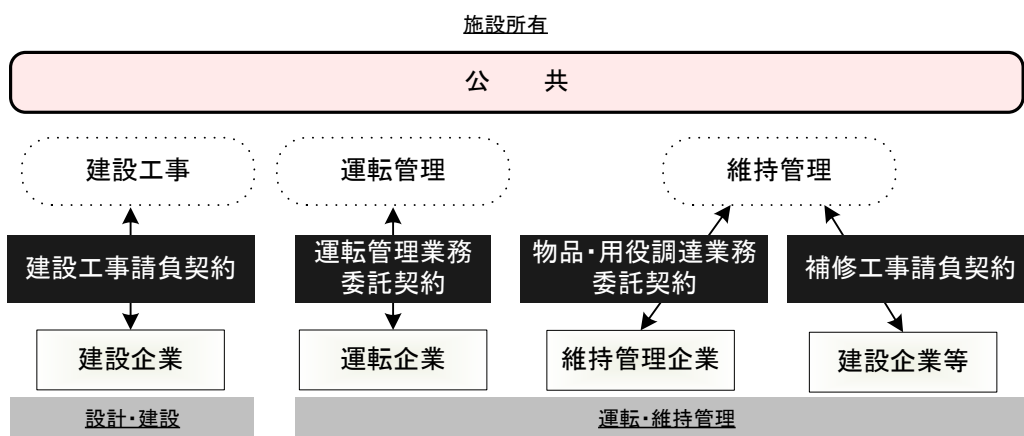 施設所有
公　　共
建設工事
運転管理
維持管理
建設工事請負契約
運転管理業務
委託契約
物品・用役調達業務
委託契約
補修工事請負契約
建設企業
運転企業
維持管理企業
建設企業等
設計・建設
運転・維持管理